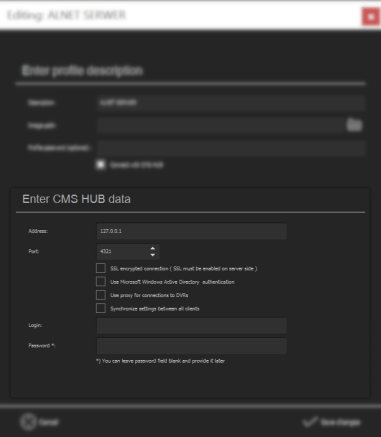 Editing: ALNET SERWER
Enter profile description
Description:
ALNET SERWER
Image path:
Profile password (optional):
Connect with CMS HUB
Enter CMS HUB data
Address:
127.0.0.1
Port:
4321
SSL encrypted connection ( SSL must be enabled on server side )
Use Microsoft Windows Active Directory authentication
Use proxy for connections to DVRs
Synchronize settings between all clients
Login:
Password *:
*) You can leave password field blank and provide it later
Cancel
Save changes